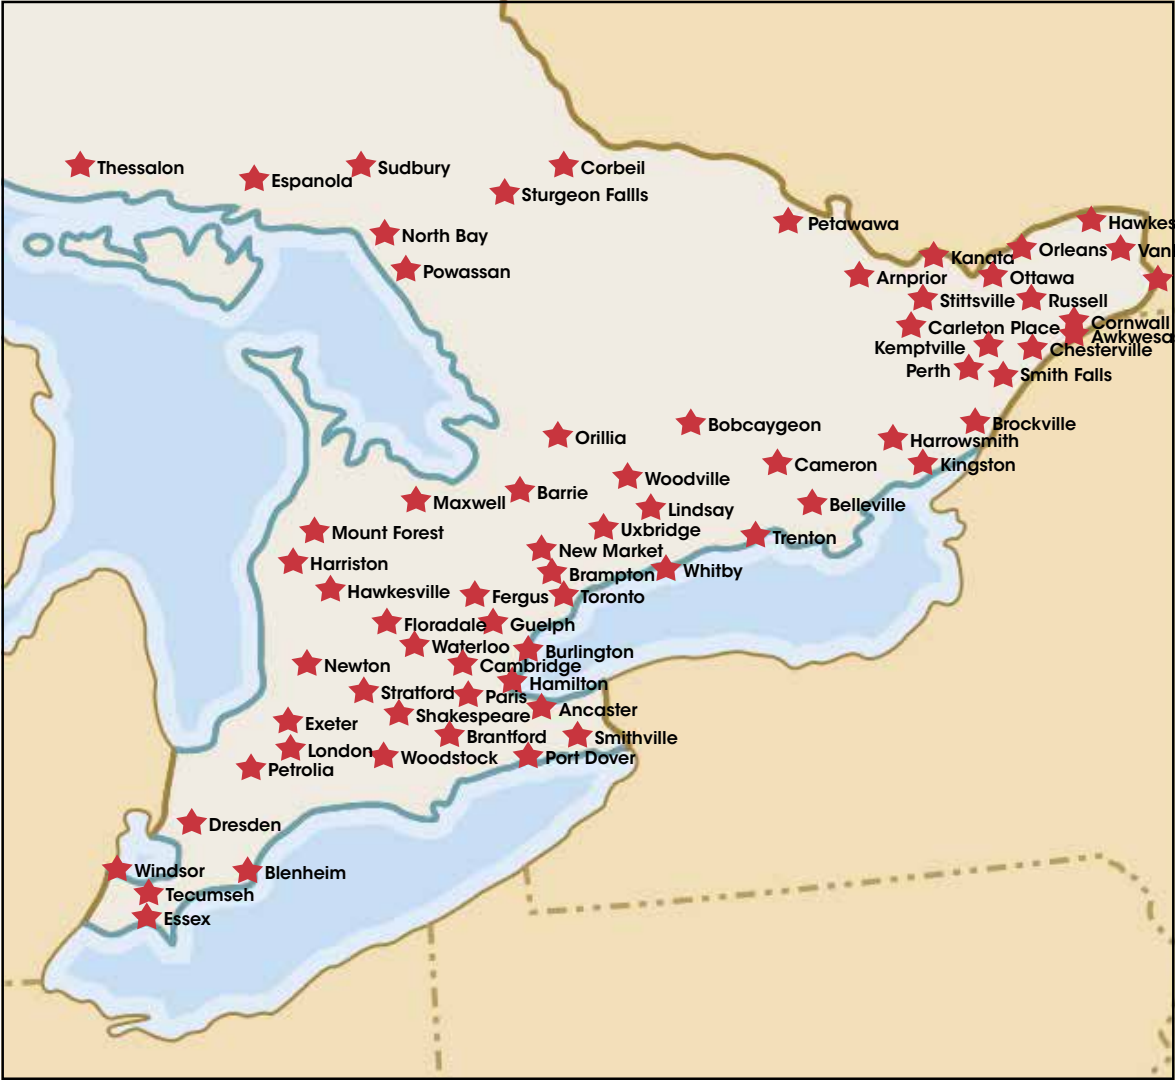 Thessalon
Espanola
Sudbury
Corbeil
Sturgeon Fallls
North Bay
Powassan
Petawawa
Hawkes
Orleans
Van
Kanata
Arnprior
Ottawa
Stittsville
Russell
Carleton Place
Cornwall
Awkwesa
Kemptville
Chesterville
Perth
Smith Falls
Brockville
Harrowsmith
Kingston
Bobcaygeon
Orillia
Cameron
Woodville
Barrie
Maxwell
Lindsay
Belleville
Uxbridge
Trenton
Mount Forest
New Market
Harriston
Brampton
Whitby
Hawkesville
Fergus
Toronto
Floradale
Guelph
Waterloo
Burlington
Newton
Cambridge
Hamilton
Stratford
Paris
Shakespeare
Ancaster
Exeter
Brantford
Smithville
London
Woodstock
Port Dover
Petrolia
Dresden
Windsor
Blenheim
Tecumseh
Essex